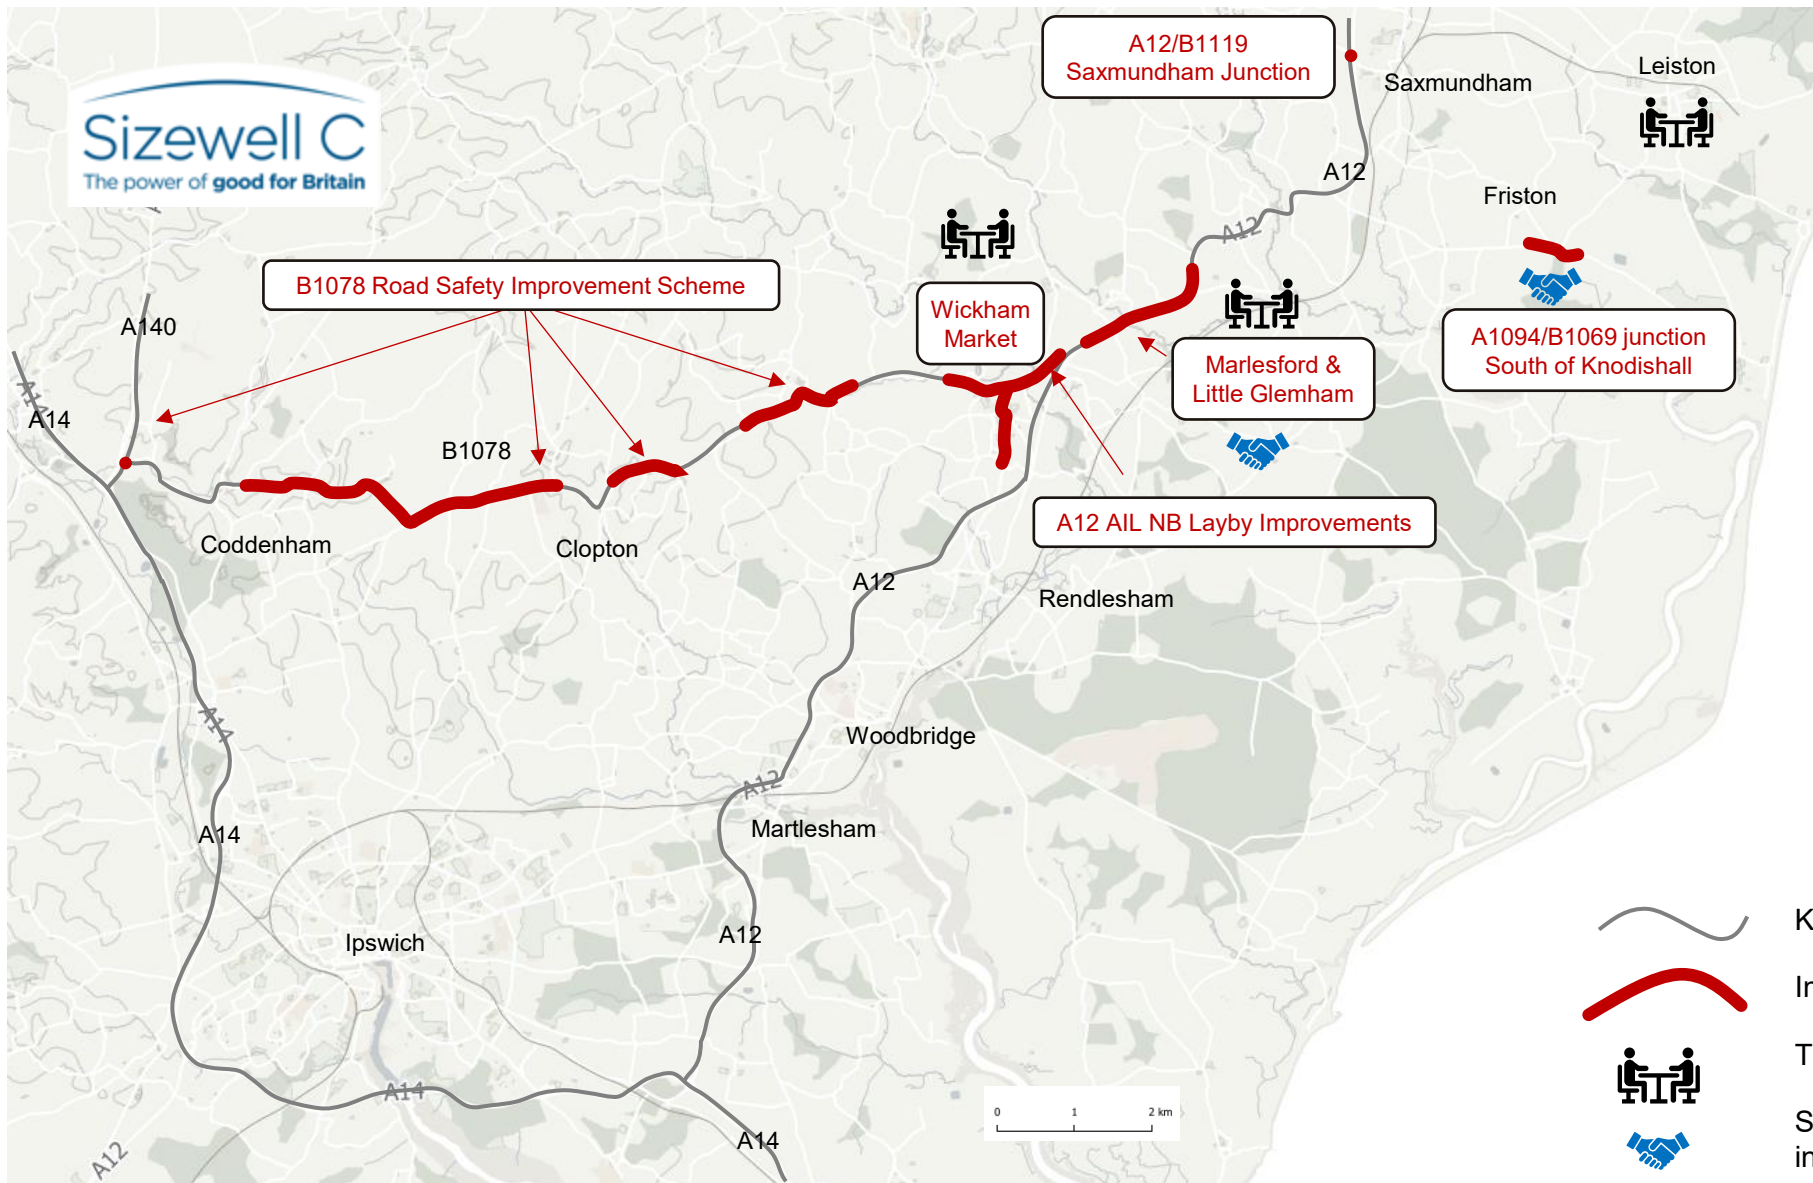 A12/B1119
Saxmundham Junction
Leiston
Saxmundham
Sizewell C
The power of good for Britain
A12
Friston
A12
B1078 Road Safety Improvement Scheme
Wickham
Market
A140
A1094/B1069 junction
South of Knodishall
Marlesford &
Little Glemham
A14
A14
B1078
A12 AIL NB Layby Improvements
Coddenham
Clopton
A12
Rendlesham
A14
Woodbridge
A12
Martlesham
A14
Ipswich
A12
K
In
T
S
in
A14
0 1 2 km
A14
A12